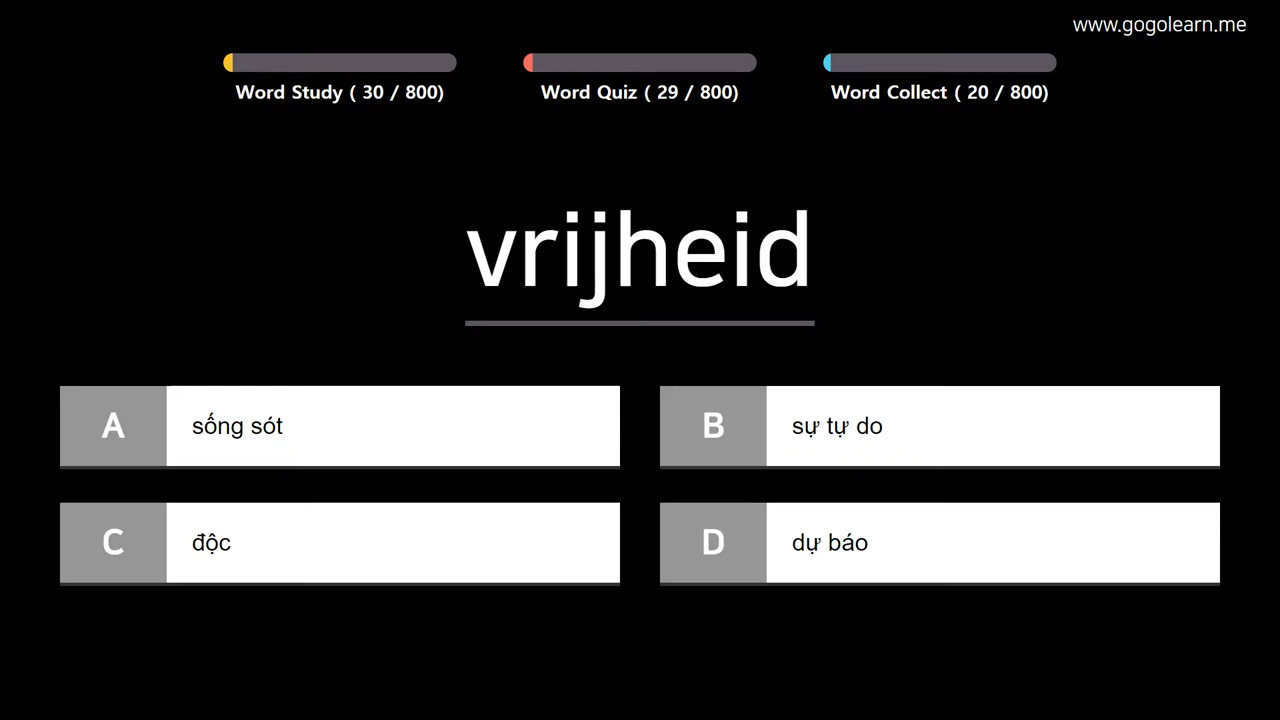 www.gogolearn.me
Word Study ( 30 / 800)
Word Quiz ( 29 / 800)
Word Collect ( 20 / 800)
vrijheid
A sống sót
B sự tự do
C độc
D dự báo